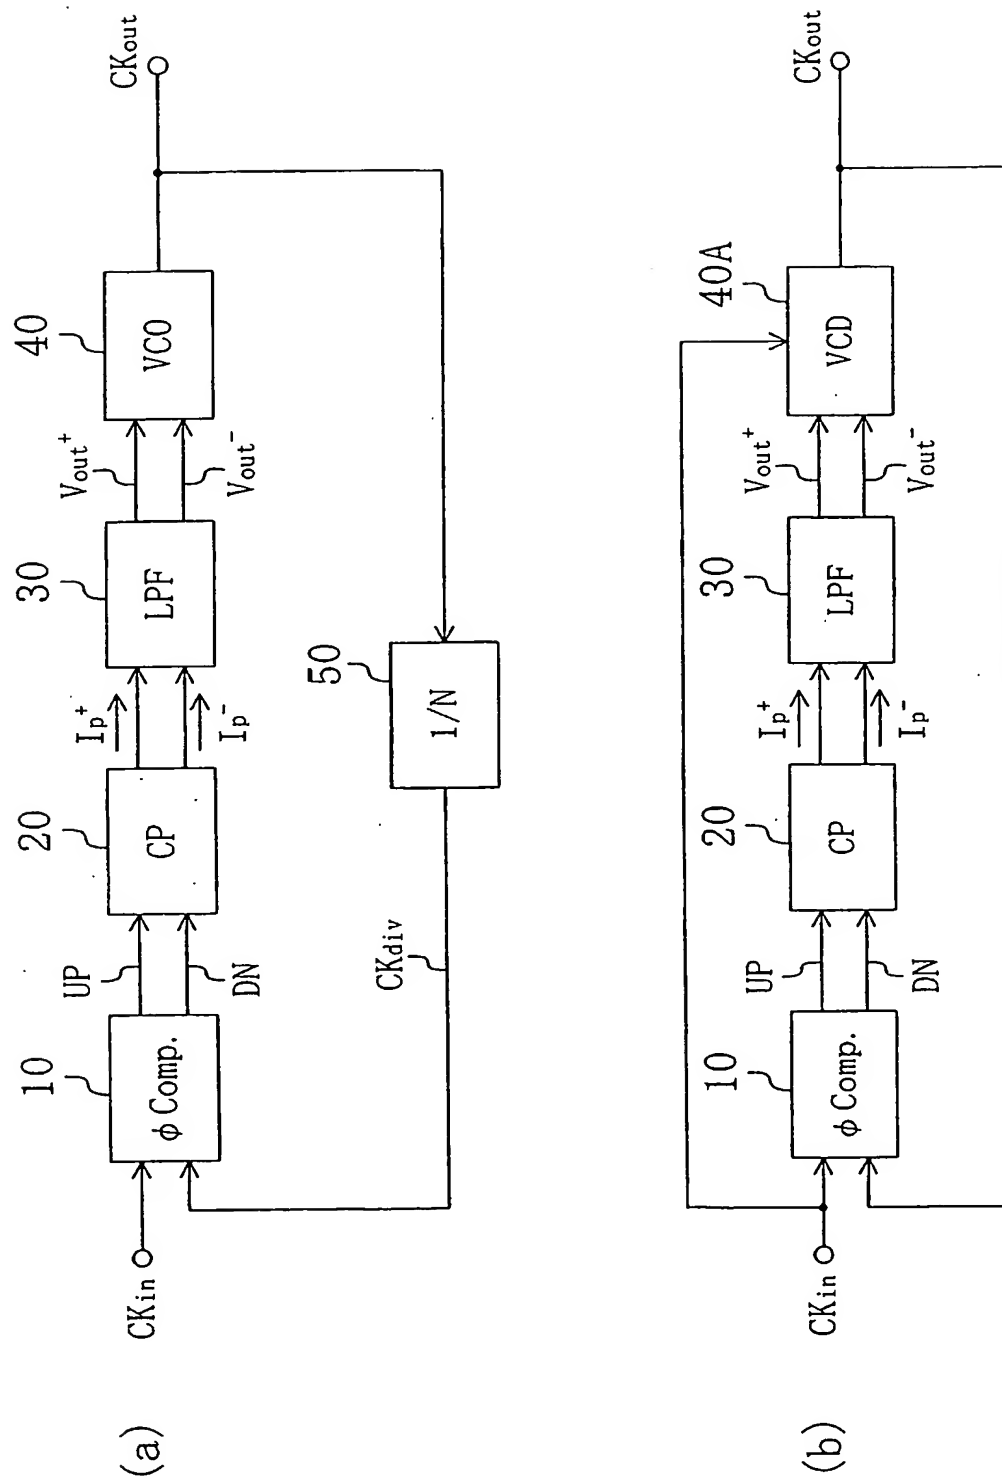 (a)
CKin
10
φ Comp.
UP
DN
20
CP
Ip+
Ip-
30
LPF
Vout+
Vout-
40
VCO
CKout
CKdiv
50
1/N
(b)
CKin
10
φ Comp.
UP
DN
20
CP
Ip+
Ip-
30
LPF
Vout+
Vout-
40A
VCD
CKout